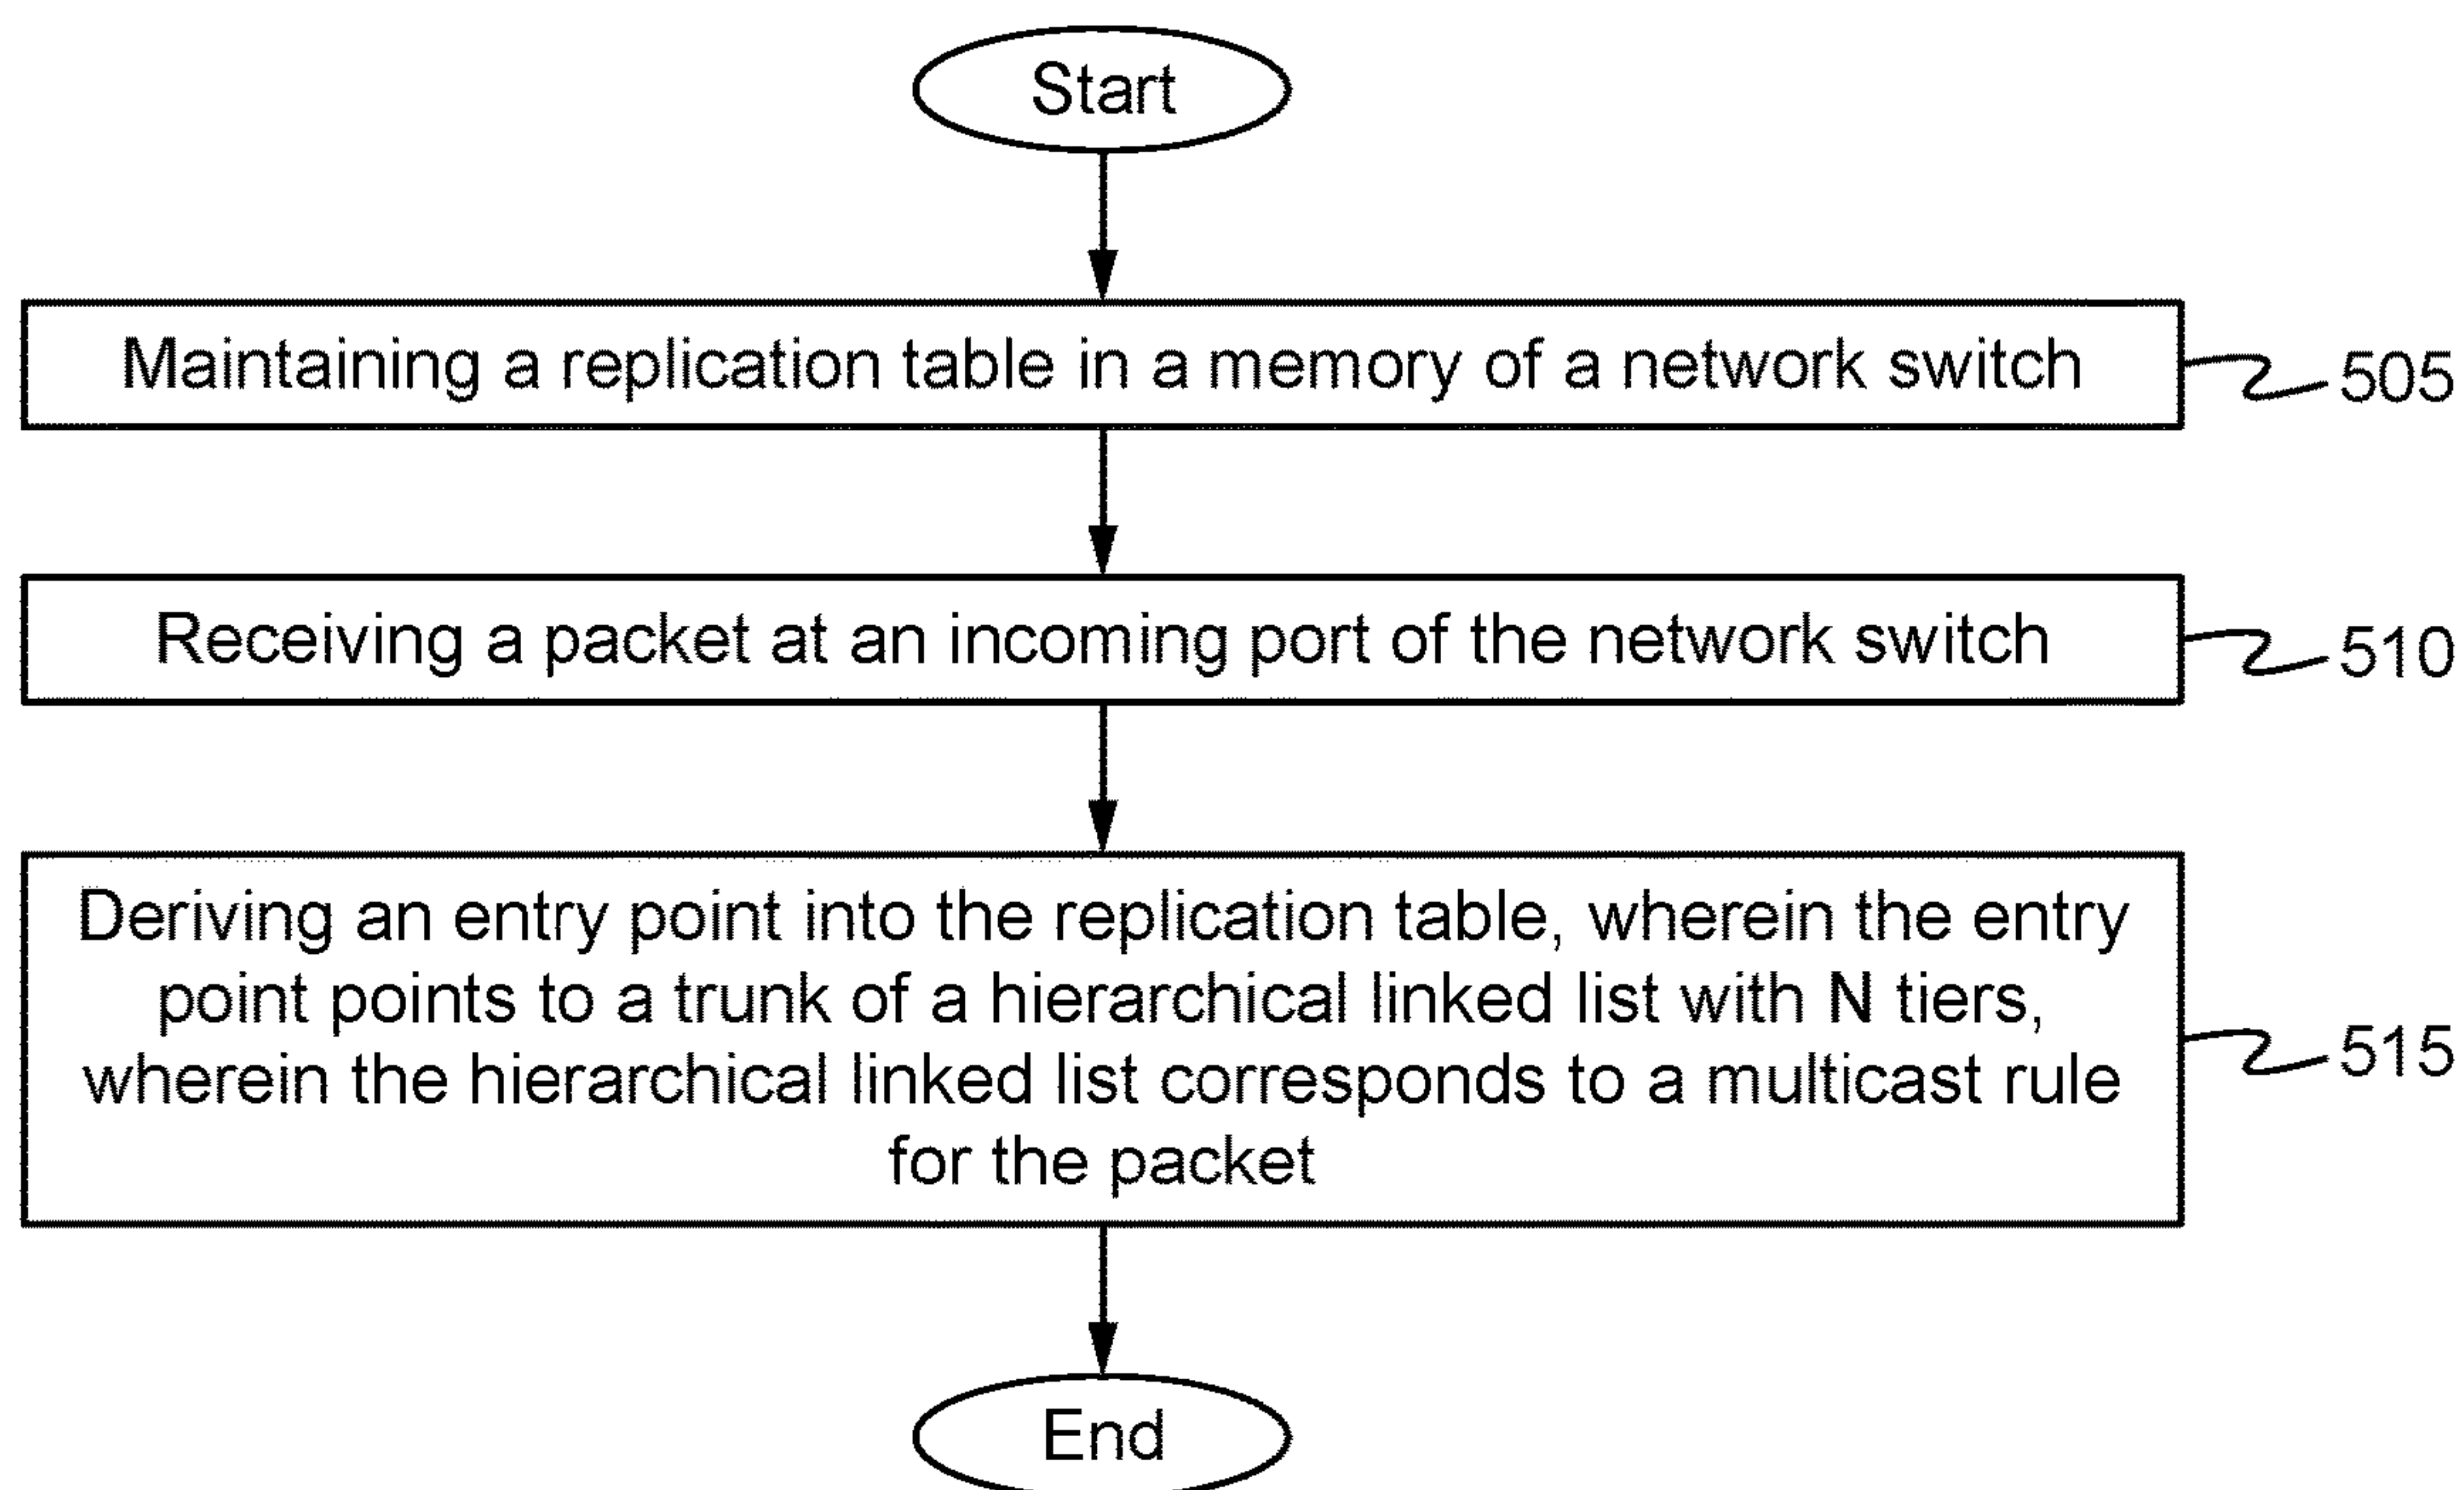 Start
Maintaining a replication table in a memory of a network switch
505
Receiving a packet at an incoming port of the network switch
510
Deriving an entry point into the replication table, wherein the entry
point points to a trunk of a hierarchical linked list with N tiers,
wherein the hierarchical linked list corresponds to a multicast rule
for the packet
515
End